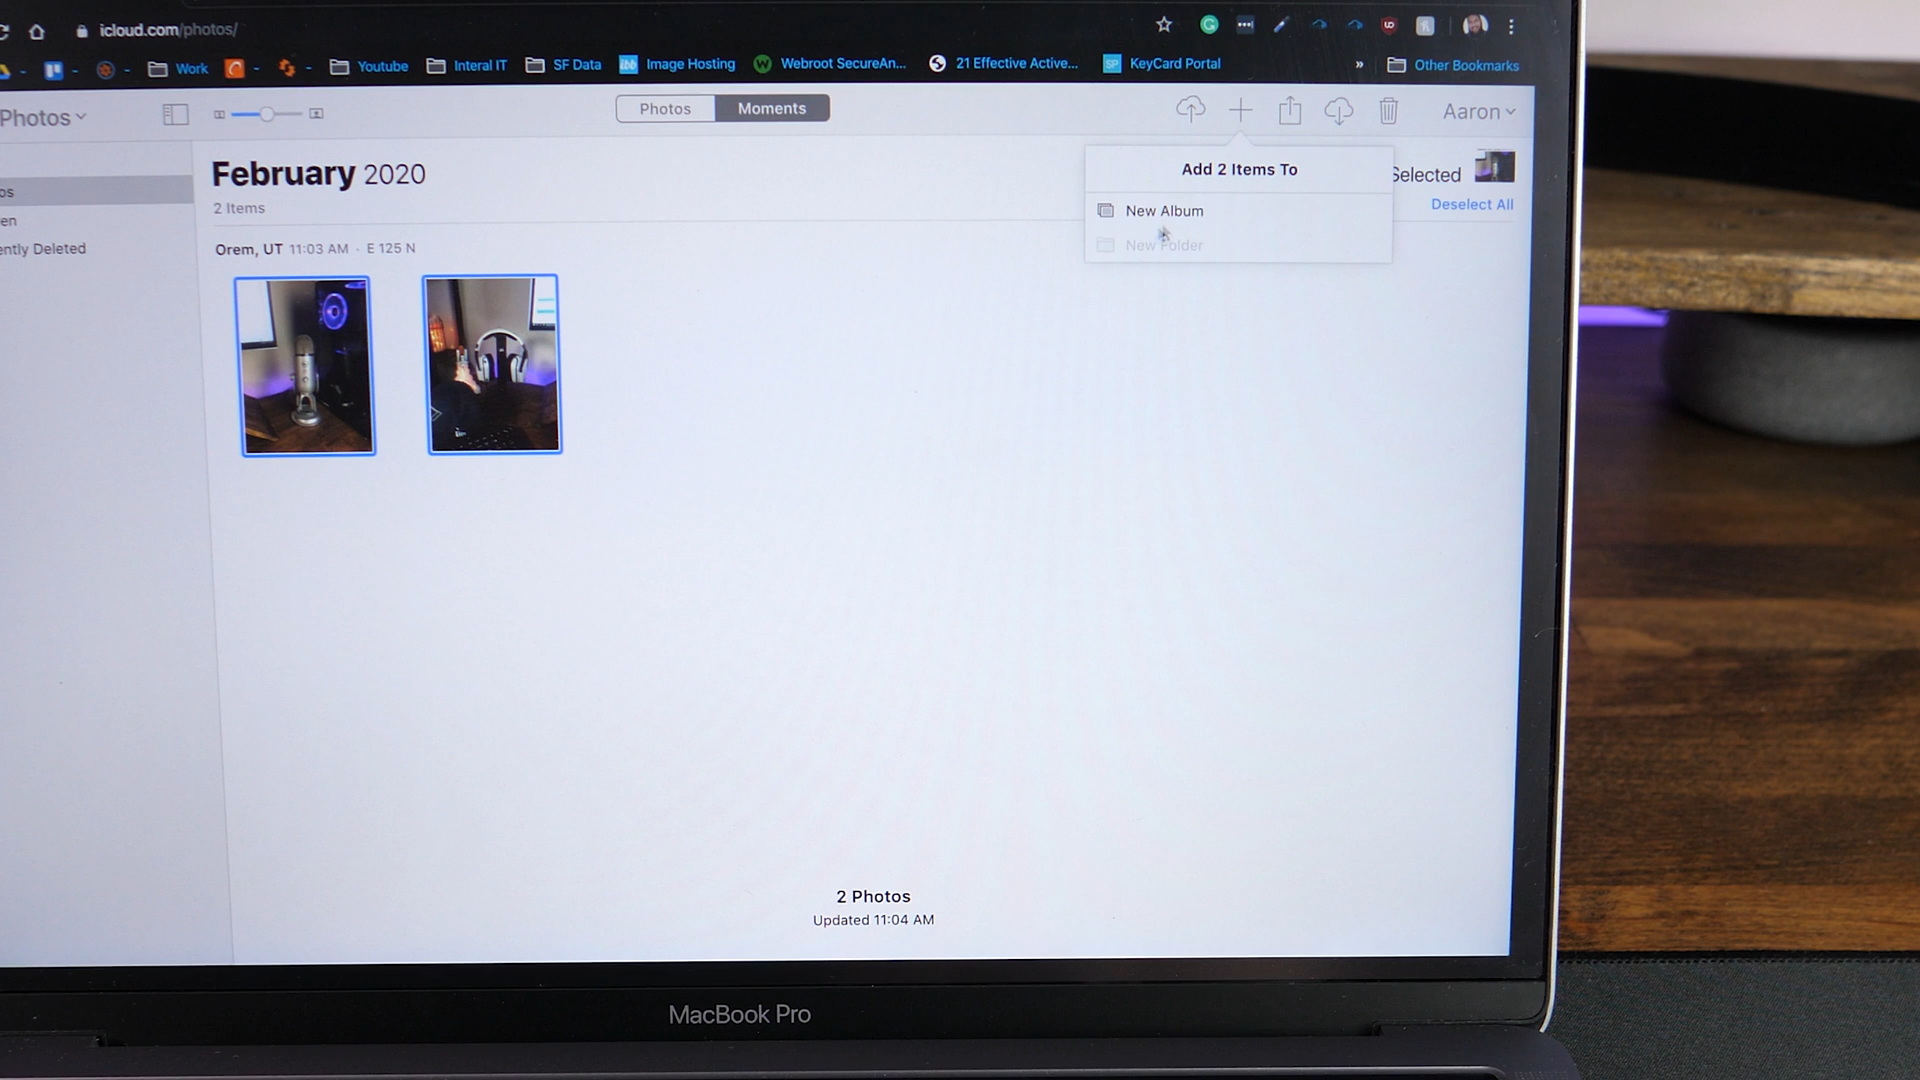 icloud.com/photos/
Work
Youtube
Interal IT
SF Data
Image Hosting
Webroot SecureAn...
21 Effective Active...
KeyCard Portal
»
Other Bookmarks
Photos
Photos
Moments
Aaron
February 2020
2 Items
Add 2 Items To
New Album
New Folder
Selected
Deselect All
os
en
ently Deleted
Orem, UT 11:03 AM · E 125 N
2 Photos
Updated 11:04 AM
MacBook Pro